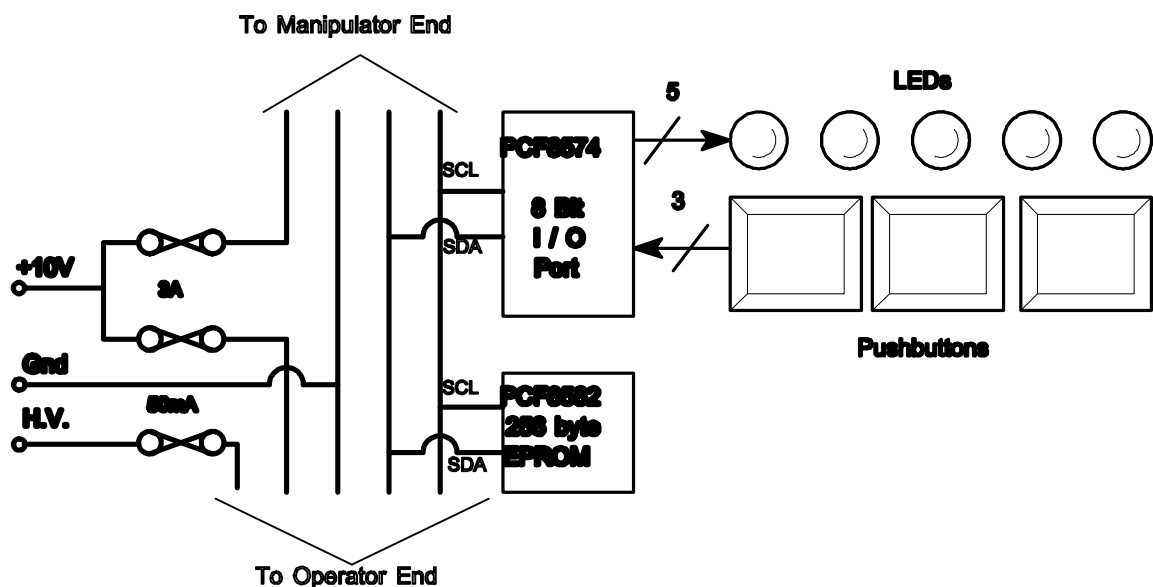 To Manipulator End
5
LEDs
PCF8574
SCL
8 Bit
I / O
Port
3
SDA
+10V
3A
Pushbuttons
Gnd
SCL
PCF8582
50mA
256 byte
H.V.
EPROM
SDA
To Operator End